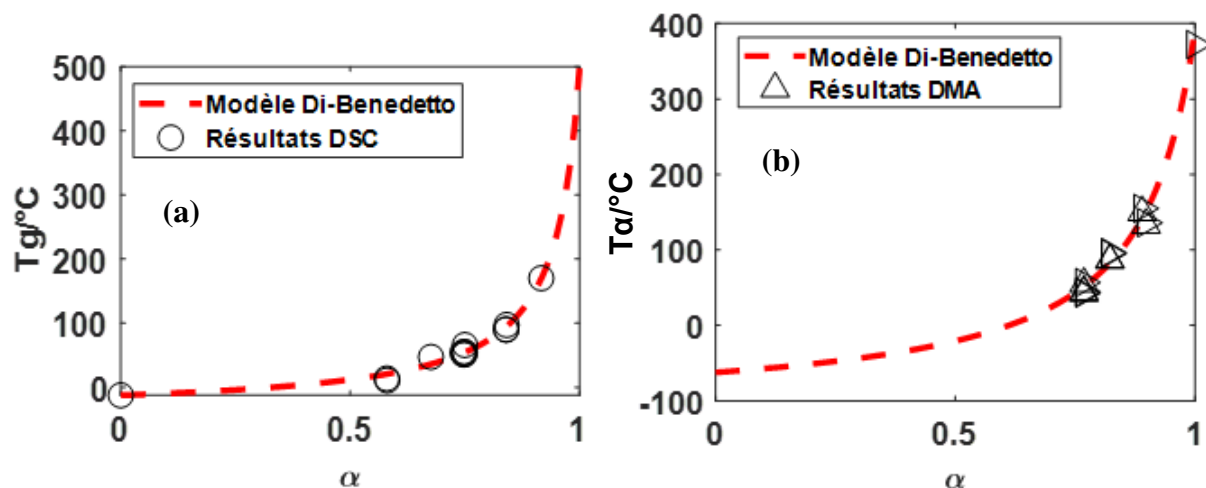 500
400
300
200
100
0
Tg/°C
Modèle Di-Benedetto
Résultats DSC
(a)
0
0.5
1
α
400
300
200
100
0
-100
Tα/°C
Modèle Di-Benedetto
Résultats DMA
(b)
0
0.5
1
α